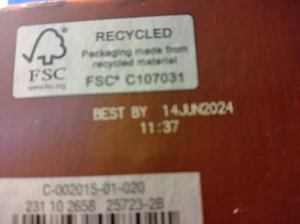 RECYCLED
Packaging made from
recycled material
FSC® C107031
FSC
www.fsc.org
BEST BY 14JUN2024
11:37
C-002015-01-020
231 10 2658 25723-2B